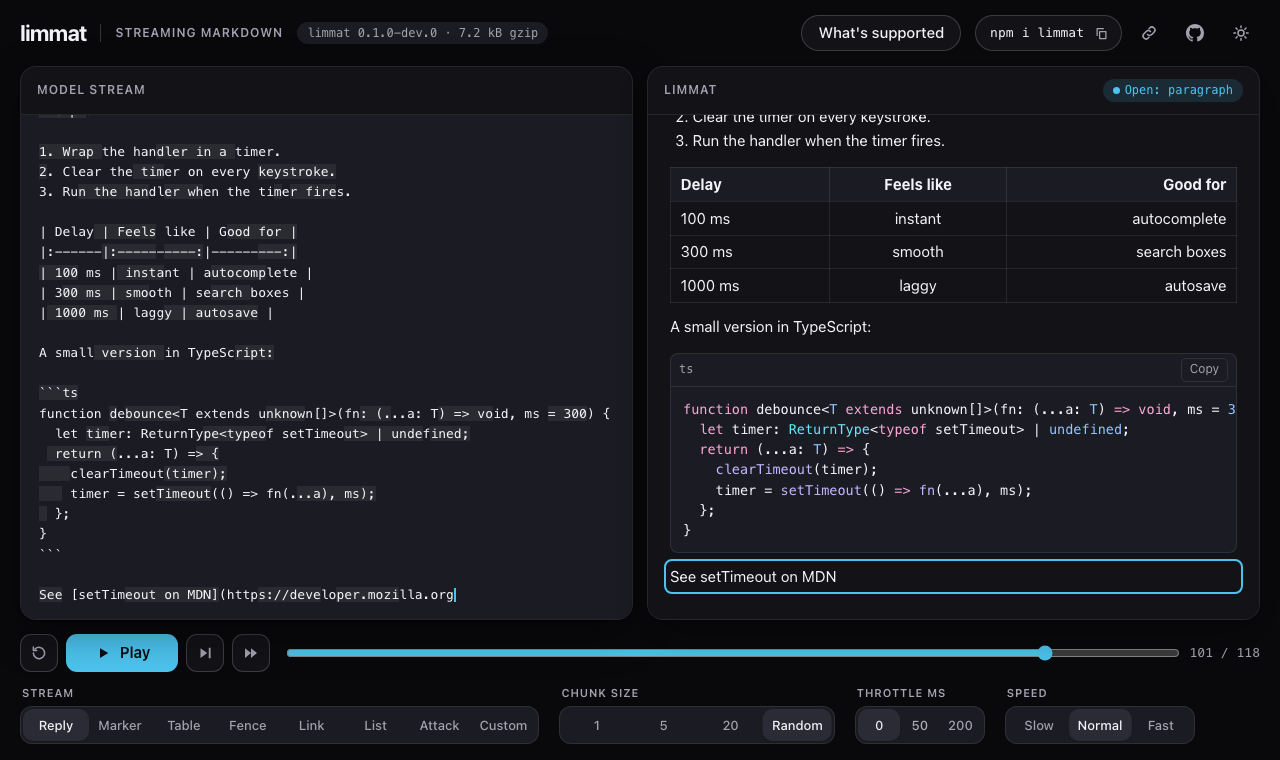 limmat
STREAMING MARKDOWN
limmat 0.1.0-dev.0 · 7.2 kB gzip
What's supported
npm i limmat
MODEL STREAM
1. Wrap the handler in a timer.
2. Clear the timer on every keystroke.
3. Run the handler when the timer fires.
| Delay | Feels like | Good for |
|:------|:----------:|---------:|
| 100 ms | instant | autocomplete |
| 300 ms | smooth | search boxes |
| 1000 ms | laggy | autosave |
A small version in TypeScript:
```ts
function debounce<T extends unknown[]>(fn: (...a: T) => void, ms = 300) {
  let timer: ReturnType<typeof setTimeout> | undefined;
  return (...a: T) => {
    clearTimeout(timer);
    timer = setTimeout(() => fn(...a), ms);
  };
}
```
See [setTimeout on MDN](https://developer.mozilla.org
LIMMAT
Open: paragraph
2. Clear the timer on every keystroke.
3. Run the handler when the timer fires.
Delay Feels like Good for
100 ms instant autocomplete
300 ms smooth search boxes
1000 ms laggy autosave
A small version in TypeScript:
ts Copy
function debounce<T extends unknown[]>(fn: (...a: T) => void, ms = 3
  let timer: ReturnType<typeof setTimeout> | undefined;
  return (...a: T) => {
    clearTimeout(timer);
    timer = setTimeout(() => fn(...a), ms);
  };
}
See setTimeout on MDN
Play
101 / 118
STREAM
Reply Marker Table Fence Link List Attack Custom
CHUNK SIZE
1 5 20 Random
THROTTLE MS
0 50 200
SPEED
Slow Normal Fast